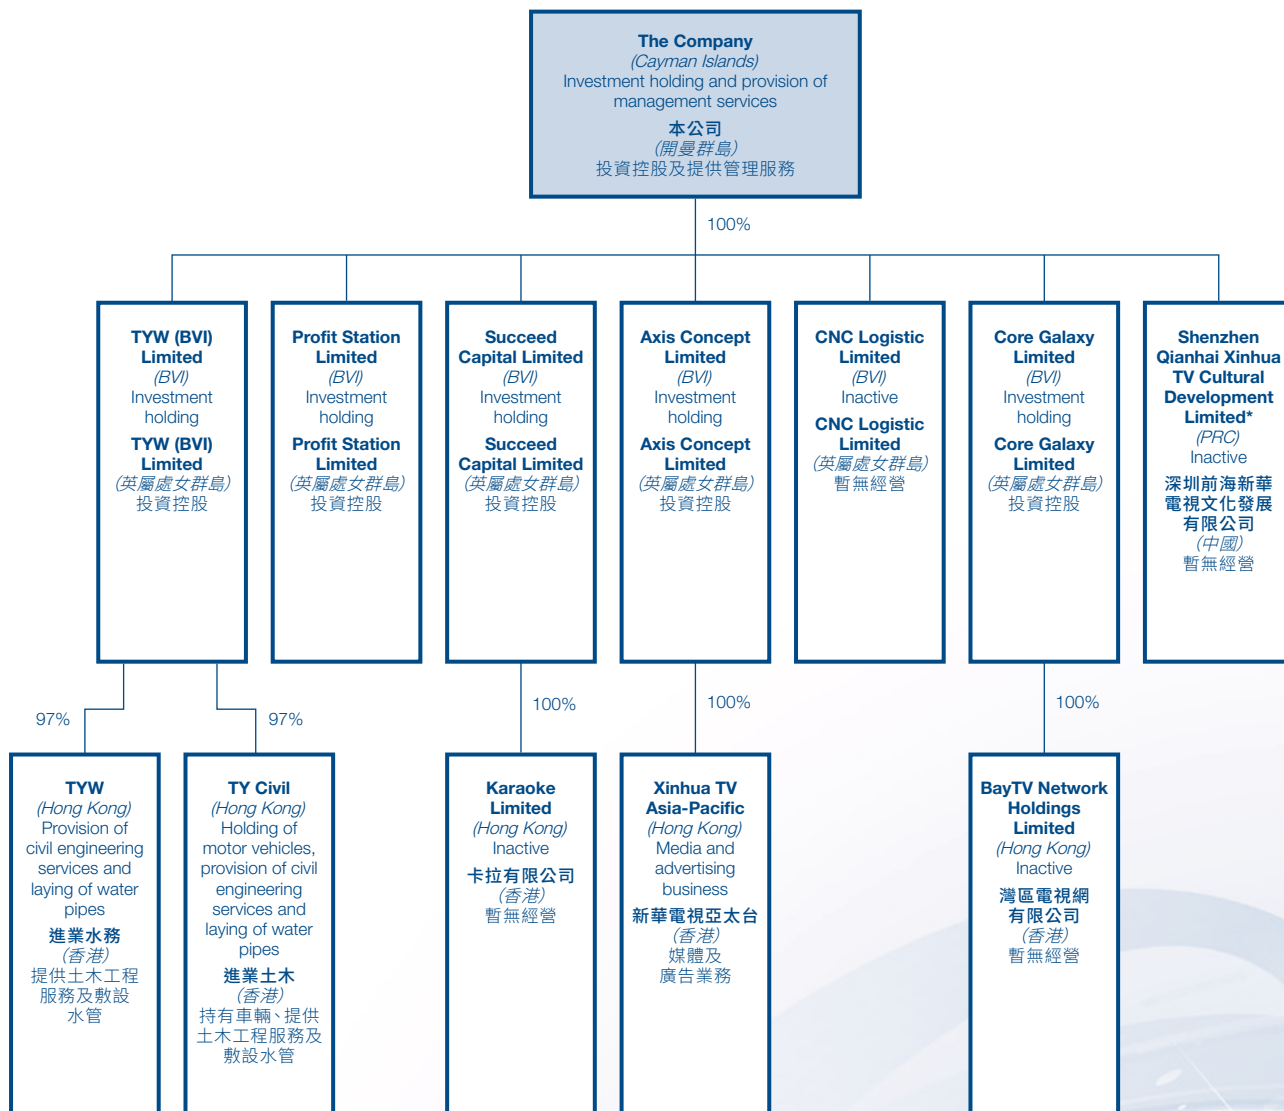 The Company
(Cayman Islands)
Investment holding and provision of
management services
本公司
(開曼群島)
投資控股及提供管理服務
100%
TYW (BVI)
Limited
(BVI)
Investment
holding
TYW (BVI)
Limited
(英屬處女群島)
投資控股
Profit Station
Limited
(BVI)
Investment
holding
Profit Station
Limited
(英屬處女群島)
投資控股
Succeed
Capital Limited
(BVI)
Investment
holding
Succeed
Capital Limited
(英屬處女群島)
投資控股
Axis Concept
Limited
(BVI)
Investment
holding
Axis Concept
Limited
(英屬處女群島)
投資控股
CNC Logistic
Limited
(BVI)
Inactive
CNC Logistic
Limited
(英屬處女群島)
暫無經營
Core Galaxy
Limited
(BVI)
Investment
holding
Core Galaxy
Limited
(英屬處女群島)
投資控股
Shenzhen
Qianhai Xinhua
TV Cultural
Development
Limited*
(PRC)
Inactive
深圳前海新華
電視文化發展
有限公司
(中國)
暫無經營
97%
97%
100%
100%
100%
TYW
(Hong Kong)
Provision of
civil engineering
services and
laying of water
pipes
進業水務
(香港)
提供土木工程
服務及敷設
水管
TY Civil
(Hong Kong)
Holding of
motor vehicles,
provision of civil
engineering
services and
laying of water
pipes
進業土木
(香港)
持有車輛、提供
土木工程服務及
敷設水管
Karaoke
Limited
(Hong Kong)
Inactive
卡拉有限公司
(香港)
暫無經營
Xinhua TV
Asia-Pacific
(Hong Kong)
Media and
advertising
business
新華電視亞太台
(香港)
媒體及
廣告業務
BayTV Network
Holdings
Limited
(Hong Kong)
Inactive
灣區電視網
有限公司
(香港)
暫無經營